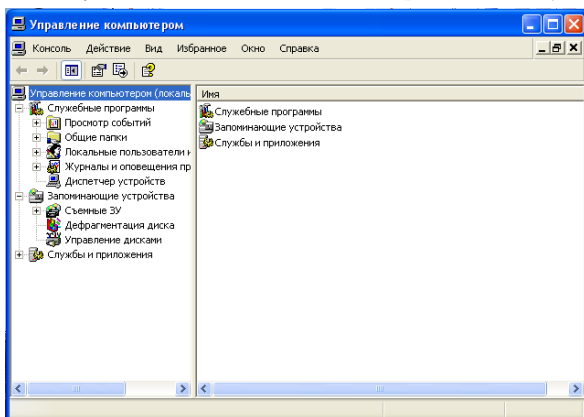 Управление компьютером
Консоль Действие Вид Избранное Окно Справка
Управление компьютером (локаль
Служебные программы
Просмотр событий
Общие папки
Локальные пользователи и
Журналы и оповещения пр
Диспетчер устройств
Запоминающие устройства
Съемные ЗУ
Дефрагментация диска
Управление дисками
Службы и приложения
Имя
Служебные программы
Запоминающие устройства
Службы и приложения